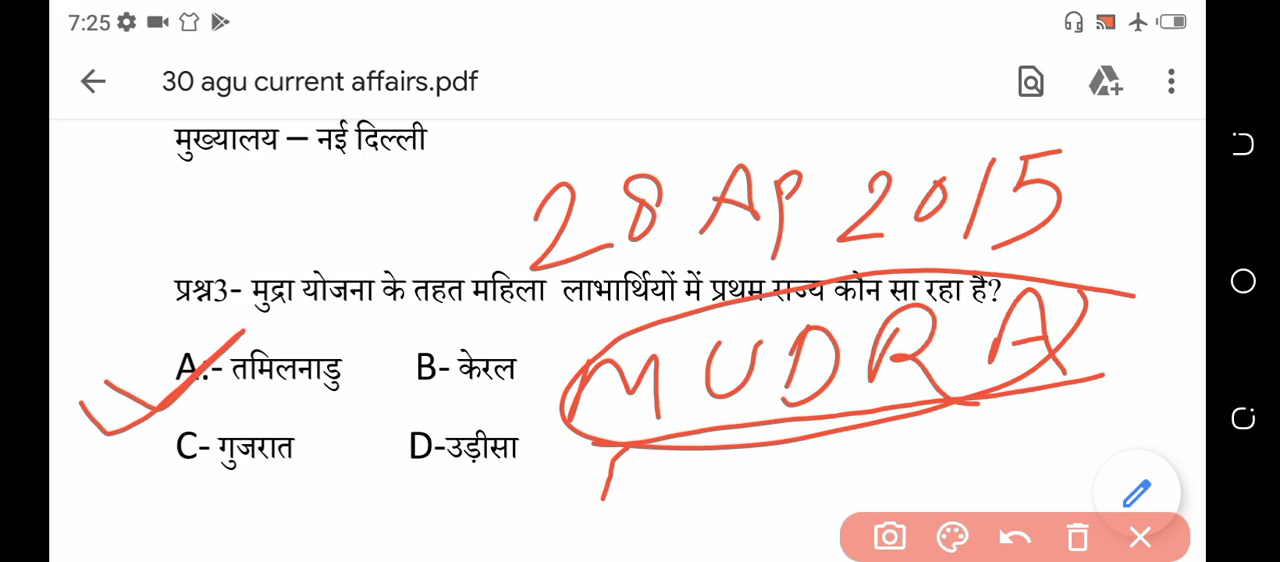 7:25
30 agu current affairs.pdf
मुख्यालय – नई दिल्ली
28 Ap 2015
प्रश्न3- मुद्रा योजना के तहत महिला लाभार्थियों में प्रथम राज्य कौन सा रहा है?
MUDRA
A.- तमिलनाडु B- केरल
C- गुजरात D-उड़ीसा